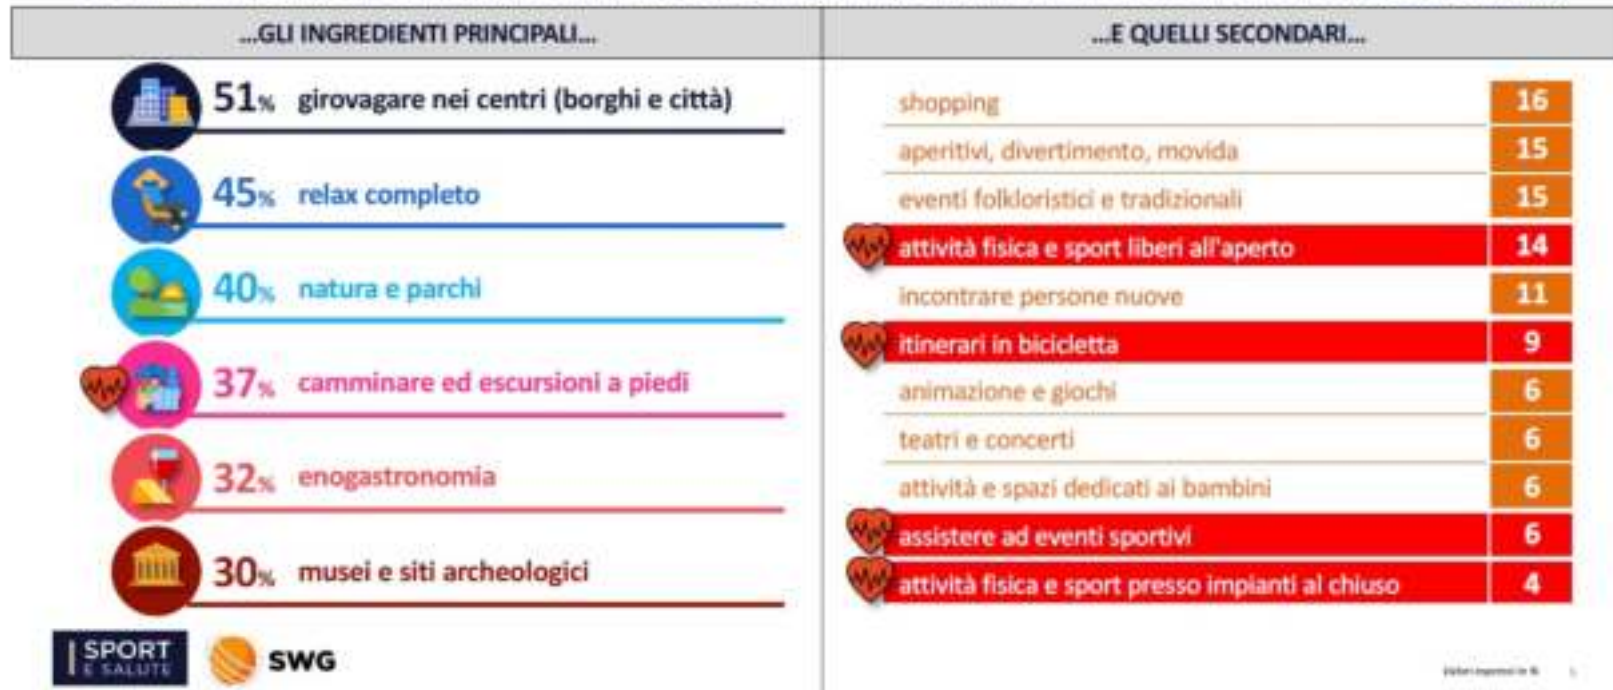 ...GLI INGREDIENTI PRINCIPALI...
51% girovagare nei centri (borghi e città)
45% relax completo
40% natura e parchi
37% camminare ed escursioni a piedi
32% enogastronomia
30% musei e siti archeologici
SPORT
E SALUTE
SWG
...E QUELLI SECONDARI...
shopping 16
aperitivi, divertimento, movida 15
eventi folkloristici e tradizionali 15
attività fisica e sport liberi all'aperto 14
incontrare persone nuove 11
itinerari in bicicletta 9
animazione e giochi 6
teatri e concerti 6
attività e spazi dedicati ai bambini 6
assistere ad eventi sportivi 6
attività fisica e sport presso impianti al chiuso 4
Valori espressi in %